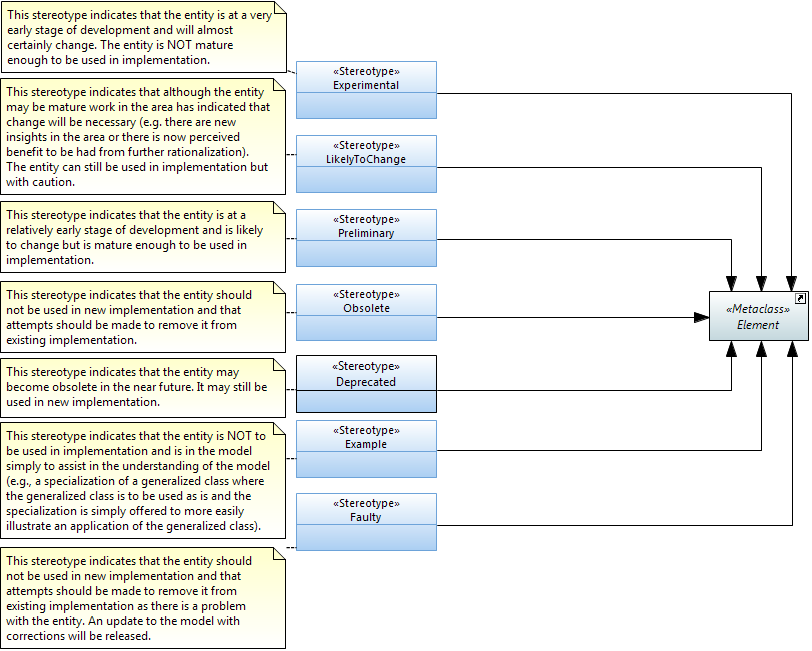 This stereotype indicates that the entity is at a very
early stage of development and will almost
certainly change. The entity is NOT mature
enough to be used in implementation.
«Stereotype»
Experimental
This stereotype indicates that although the entity
may be mature work in the area has indicated that
change will be necessary (e.g. there are new
insights in the area or there is now perceived
benefit to be had from further rationalization).
The entity can still be used in implementation but
with caution.
«Stereotype»
LikelyToChange
This stereotype indicates that the entity is at a
relatively early stage of development and is likely
to change but is mature enough to be used in
implementation.
«Stereotype»
Preliminary
This stereotype indicates that the entity should
not be used in new implementation and that
attempts should be made to remove it from
existing implementation.
«Stereotype»
Obsolete
«Metaclass»
Element
This stereotype indicates that the entity may
become obsolete in the near future. It may still be
used in new implementation.
«Stereotype»
Deprecated
This stereotype indicates that the entity is NOT to
be used in implementation and is in the model
simply to assist in the understanding of the model
(e.g., a specialization of a generalized class where
the generalized class is to be used as is and the
specialization is simply offered to more easily
illustrate an application of the generalized class).
«Stereotype»
Example
«Stereotype»
Faulty
This stereotype indicates that the entity should
not be used in new implementation and that
attempts should be made to remove it from
existing implementation as there is a problem
with the entity. An update to the model with
corrections will be released.